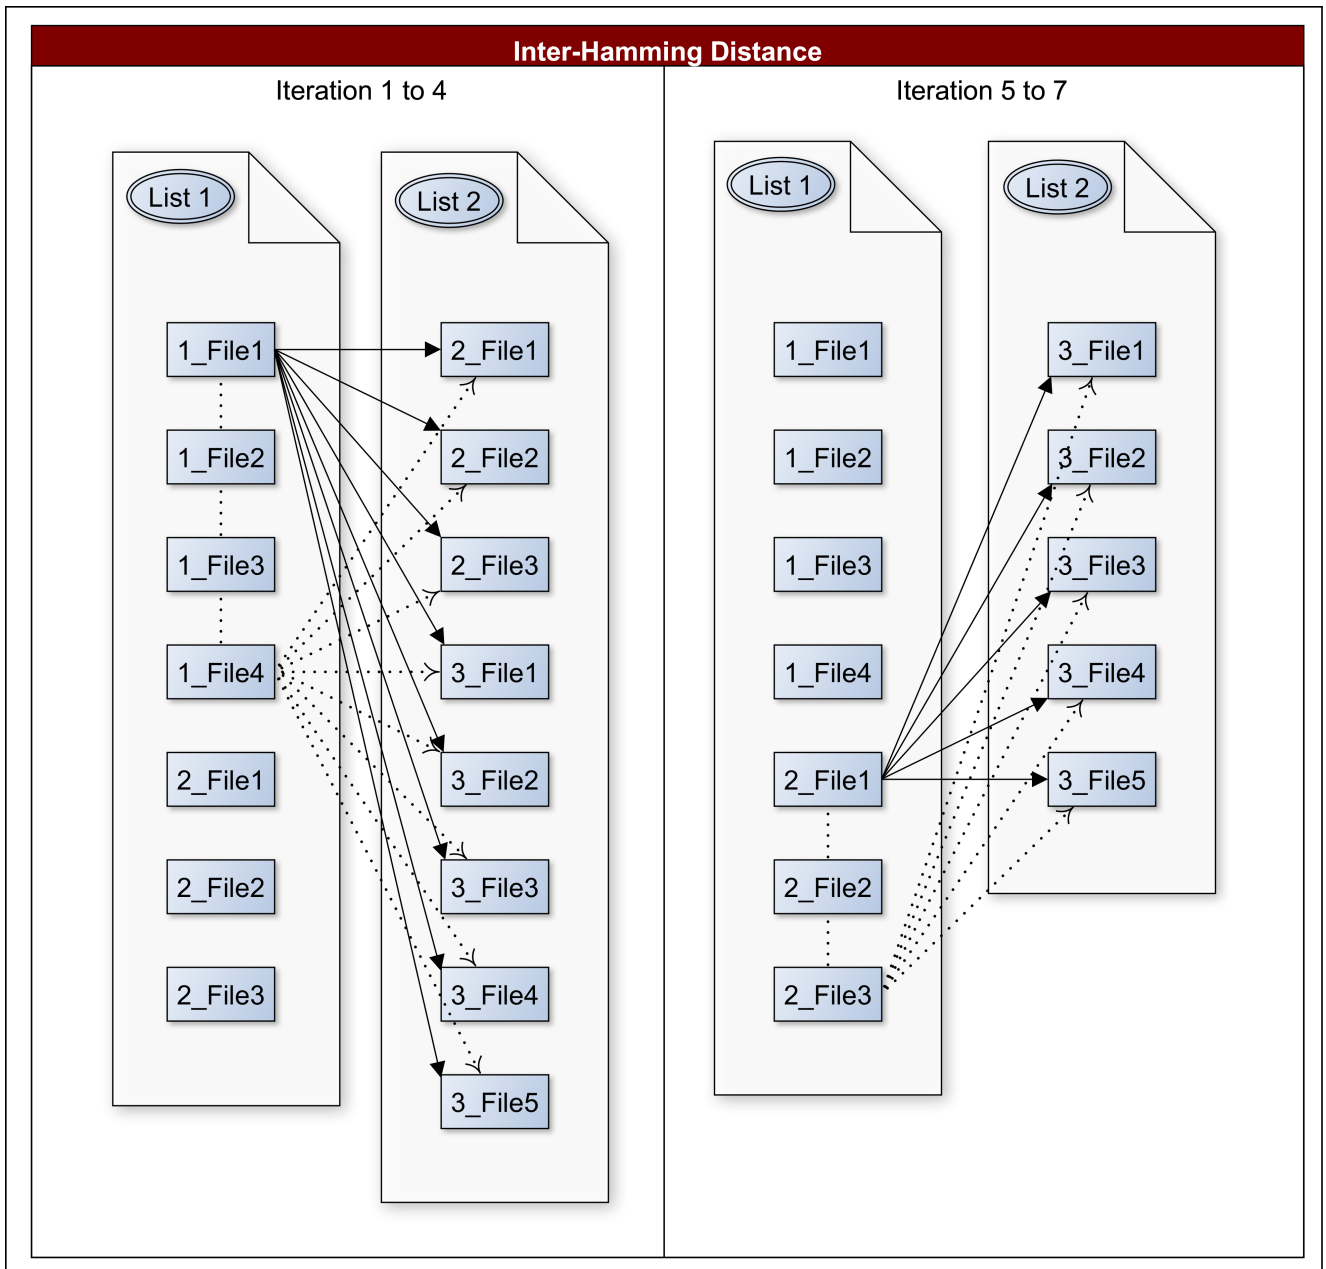 Inter-Hamming Distance
Iteration 1 to 4
List 1
1_File1
1_File2
1_File3
1_File4
2_File1
2_File2
2_File3
List 2
2_File1
2_File2
2_File3
3_File1
3_File2
3_File3
3_File4
3_File5
Iteration 5 to 7
List 1
1_File1
1_File2
1_File3
1_File4
2_File1
2_File2
2_File3
List 2
3_File1
3_File2
3_File3
3_File4
3_File5